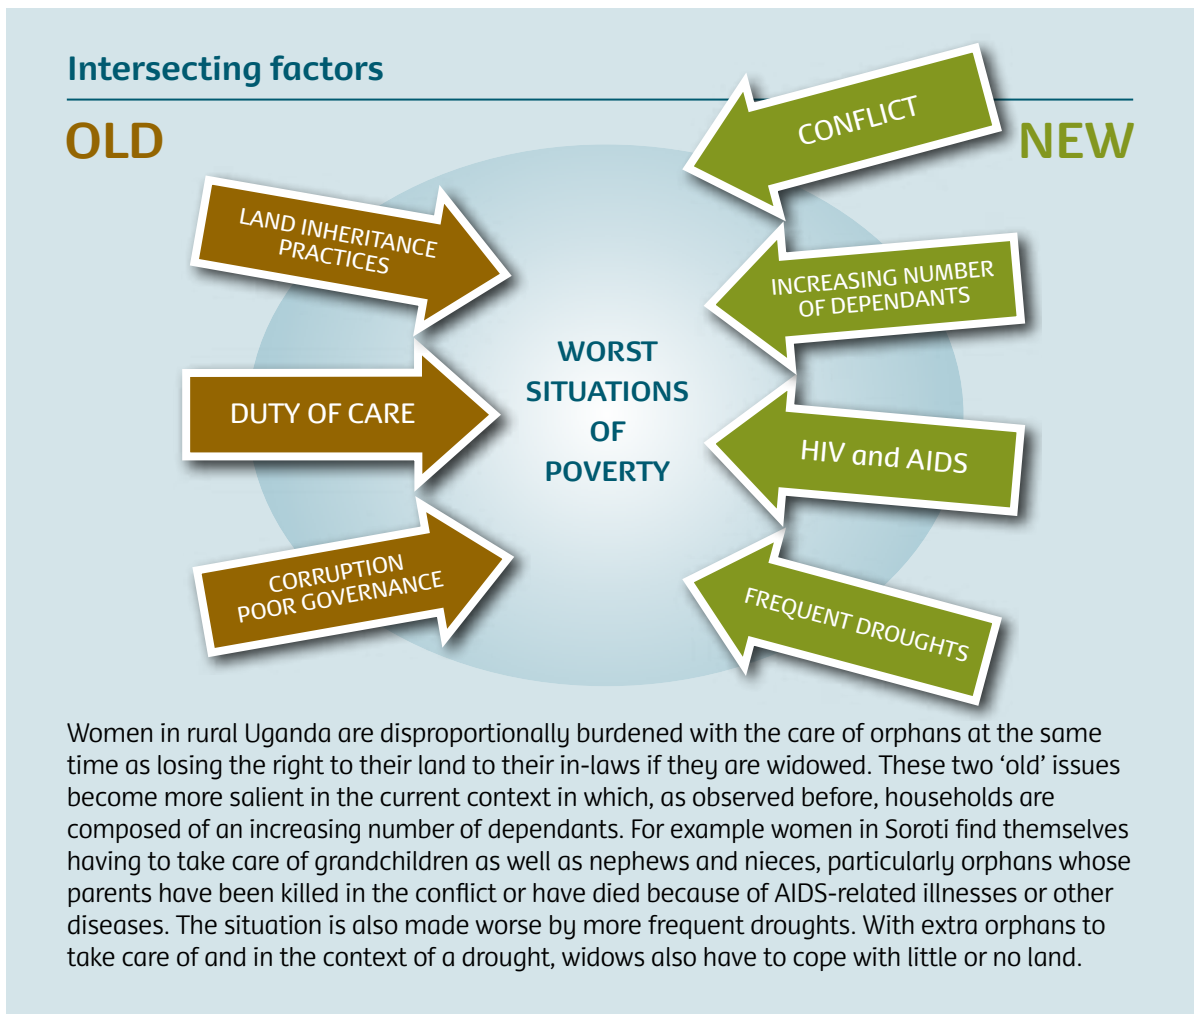 Intersecting factors
OLD
NEW
LAND INHERITANCE
PRACTICES
DUTY OF CARE
CORRUPTION
POOR GOVERNANCE
WORST
SITUATIONS
OF
POVERTY
CONFLICT
INCREASING NUMBER
OF DEPENDANTS
HIV and AIDS
FREQUENT DROUGHTS
Women in rural Uganda are disproportionally burdened with the care of orphans at the same
time as losing the right to their land to their in-laws if they are widowed. These two ‘old’ issues
become more salient in the current context in which, as observed before, households are
composed of an increasing number of dependants. For example women in Soroti find themselves
having to take care of grandchildren as well as nephews and nieces, particularly orphans whose
parents have been killed in the conflict or have died because of AIDS-related illnesses or other
diseases. The situation is also made worse by more frequent droughts. With extra orphans to
take care of and in the context of a drought, widows also have to cope with little or no land.